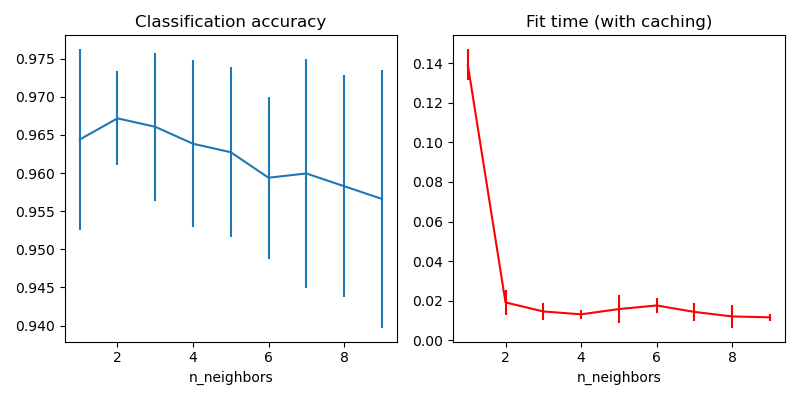 Classification accuracy
0.975
0.970
0.965
0.960
0.955
0.950
0.945
0.940
2 4 6 8
n_neighbors
Fit time (with caching)
0.14
0.12
0.10
0.08
0.06
0.04
0.02
0.00
2 4 6 8
n_neighbors